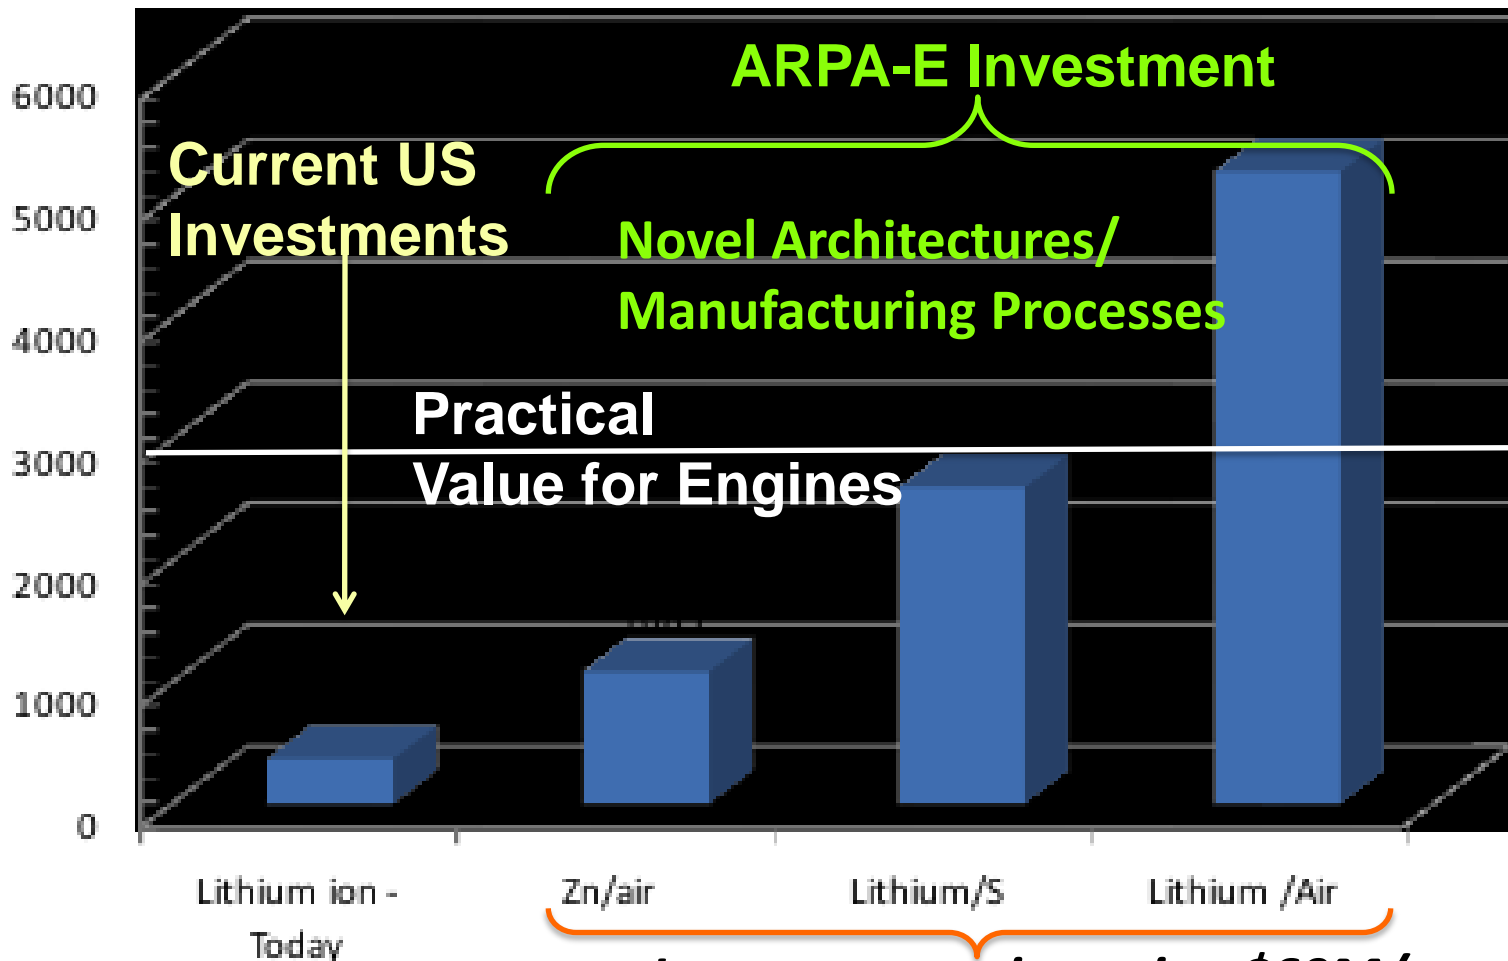 ARPA-E Investment
6000
Current US
Investments
5000
Novel Architectures/
Manufacturing Processes
4000
Practical
Value for Engines
3000
2000
1000
0
Lithium ion -
Today
Zn/air
Lithium/S
Lithium /Air